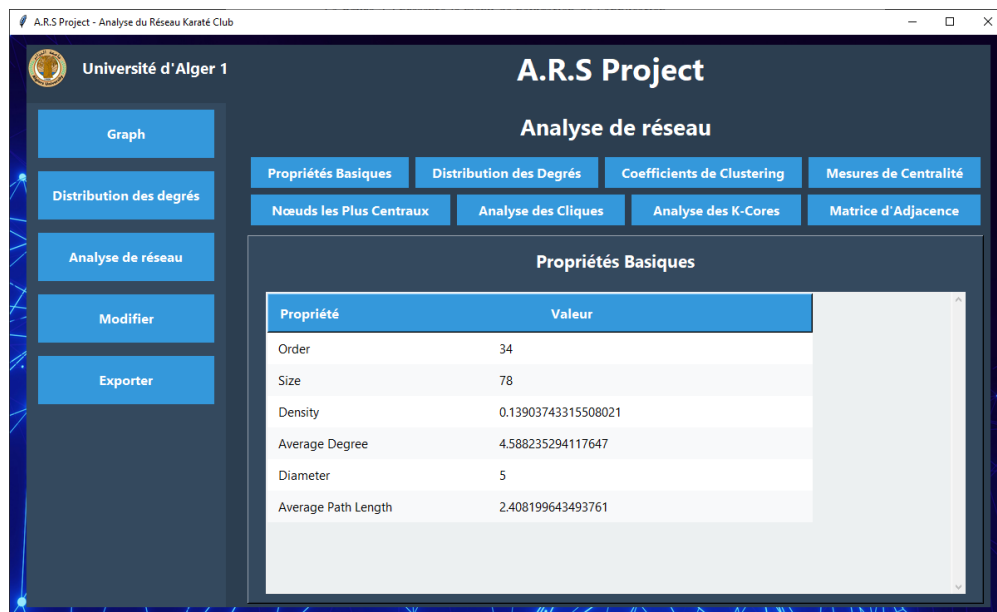 A.R.S Project - Analyse du Réseau Karaté Club
Université d'Alger 1
A.R.S Project
Graph
Distribution des degrés
Analyse de réseau
Modifier
Exporter
Analyse de réseau
Propriétés Basiques Distribution des Degrés Coefficients de Clustering Mesures de Centralité
Nœuds les Plus Centraux Analyse des Cliques Analyse des K-Cores Matrice d'Adjacence
Propriétés Basiques
Propriété Valeur
Order 34
Size 78
Density 0.13903743315508021
Average Degree 4.588235294117647
Diameter 5
Average Path Length 2.408199643493761